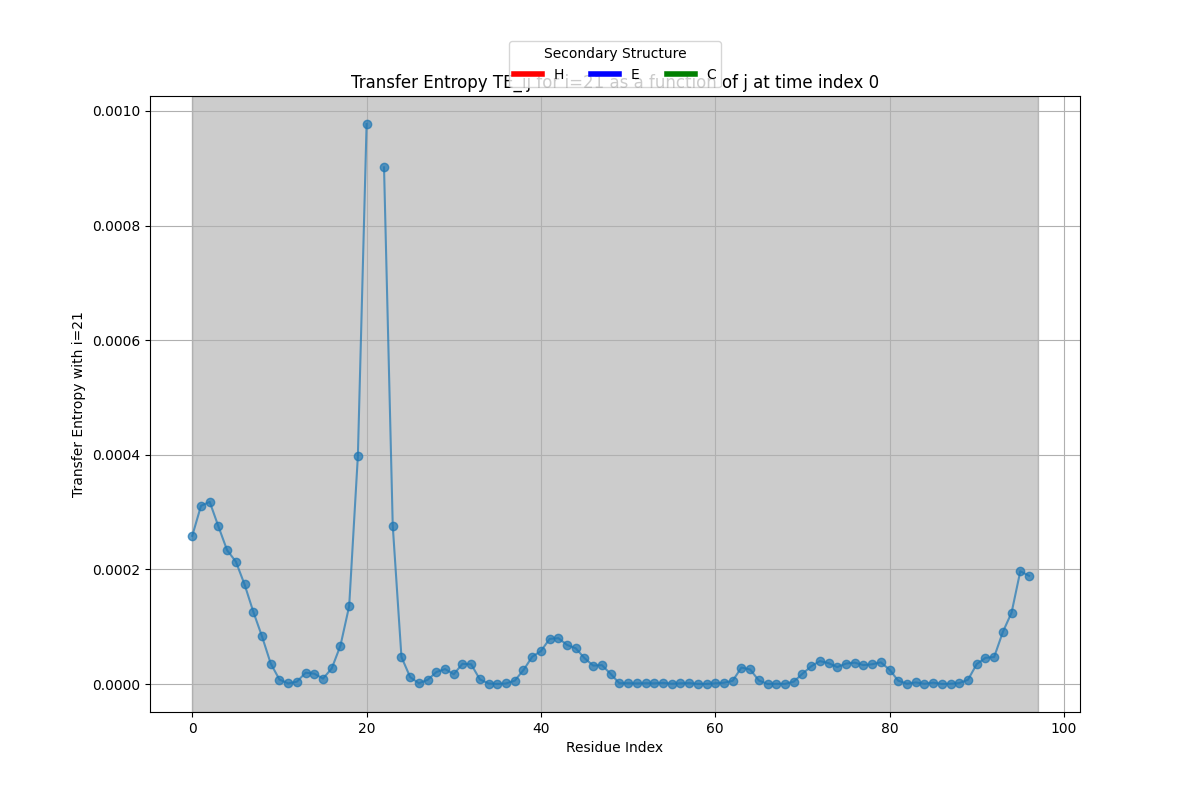 Secondary Structure
H E C
Transfer Entropy TE_ij for i=21 as a function of j at time index 0
0.0010
0.0008
0.0006
0.0004
0.0002
0.0000
Transfer Entropy with i=21
0 20 40 60 80 100
Residue Index